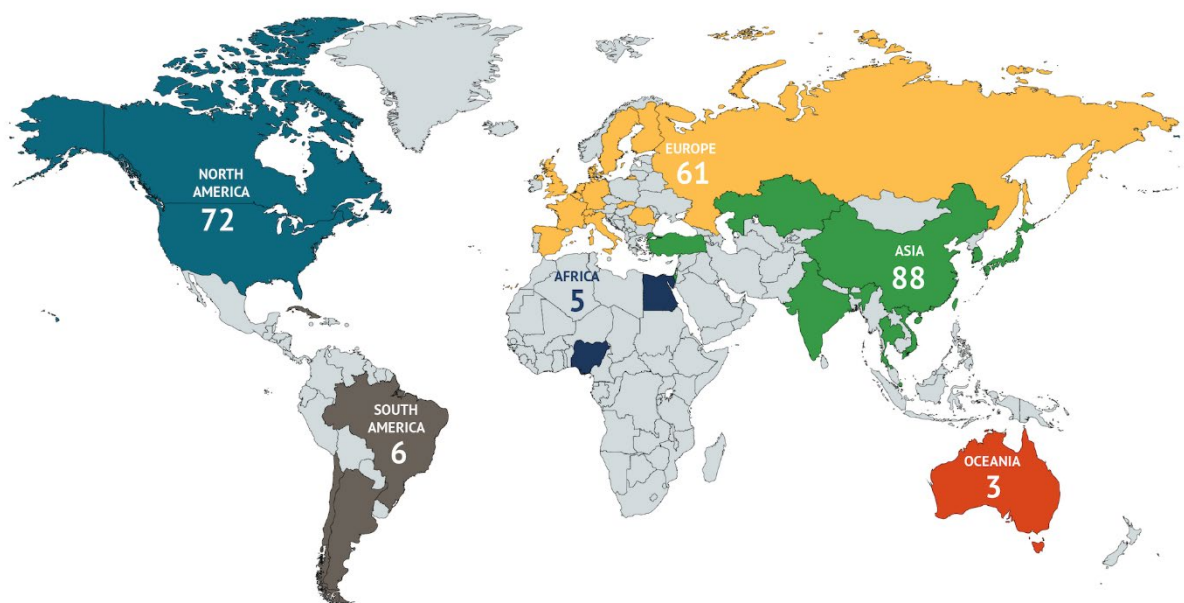 NORTH
AMERICA
72
EUROPE
61
ASIA
88
AFRICA
5
SOUTH
AMERICA
6
OCEANIA
3